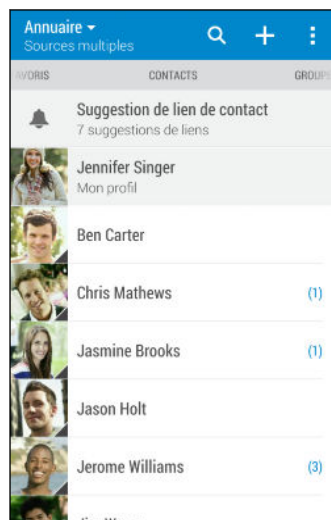 Annuaire
Sources multiples
AVORIS CONTACTS GROUPE
Suggestion de lien de contact
7 suggestions de liens
Jennifer Singer
Mon profil
Ben Carter
Chris Mathews (1)
Jasmine Brooks (1)
Jason Holt
Jerome Williams (3)